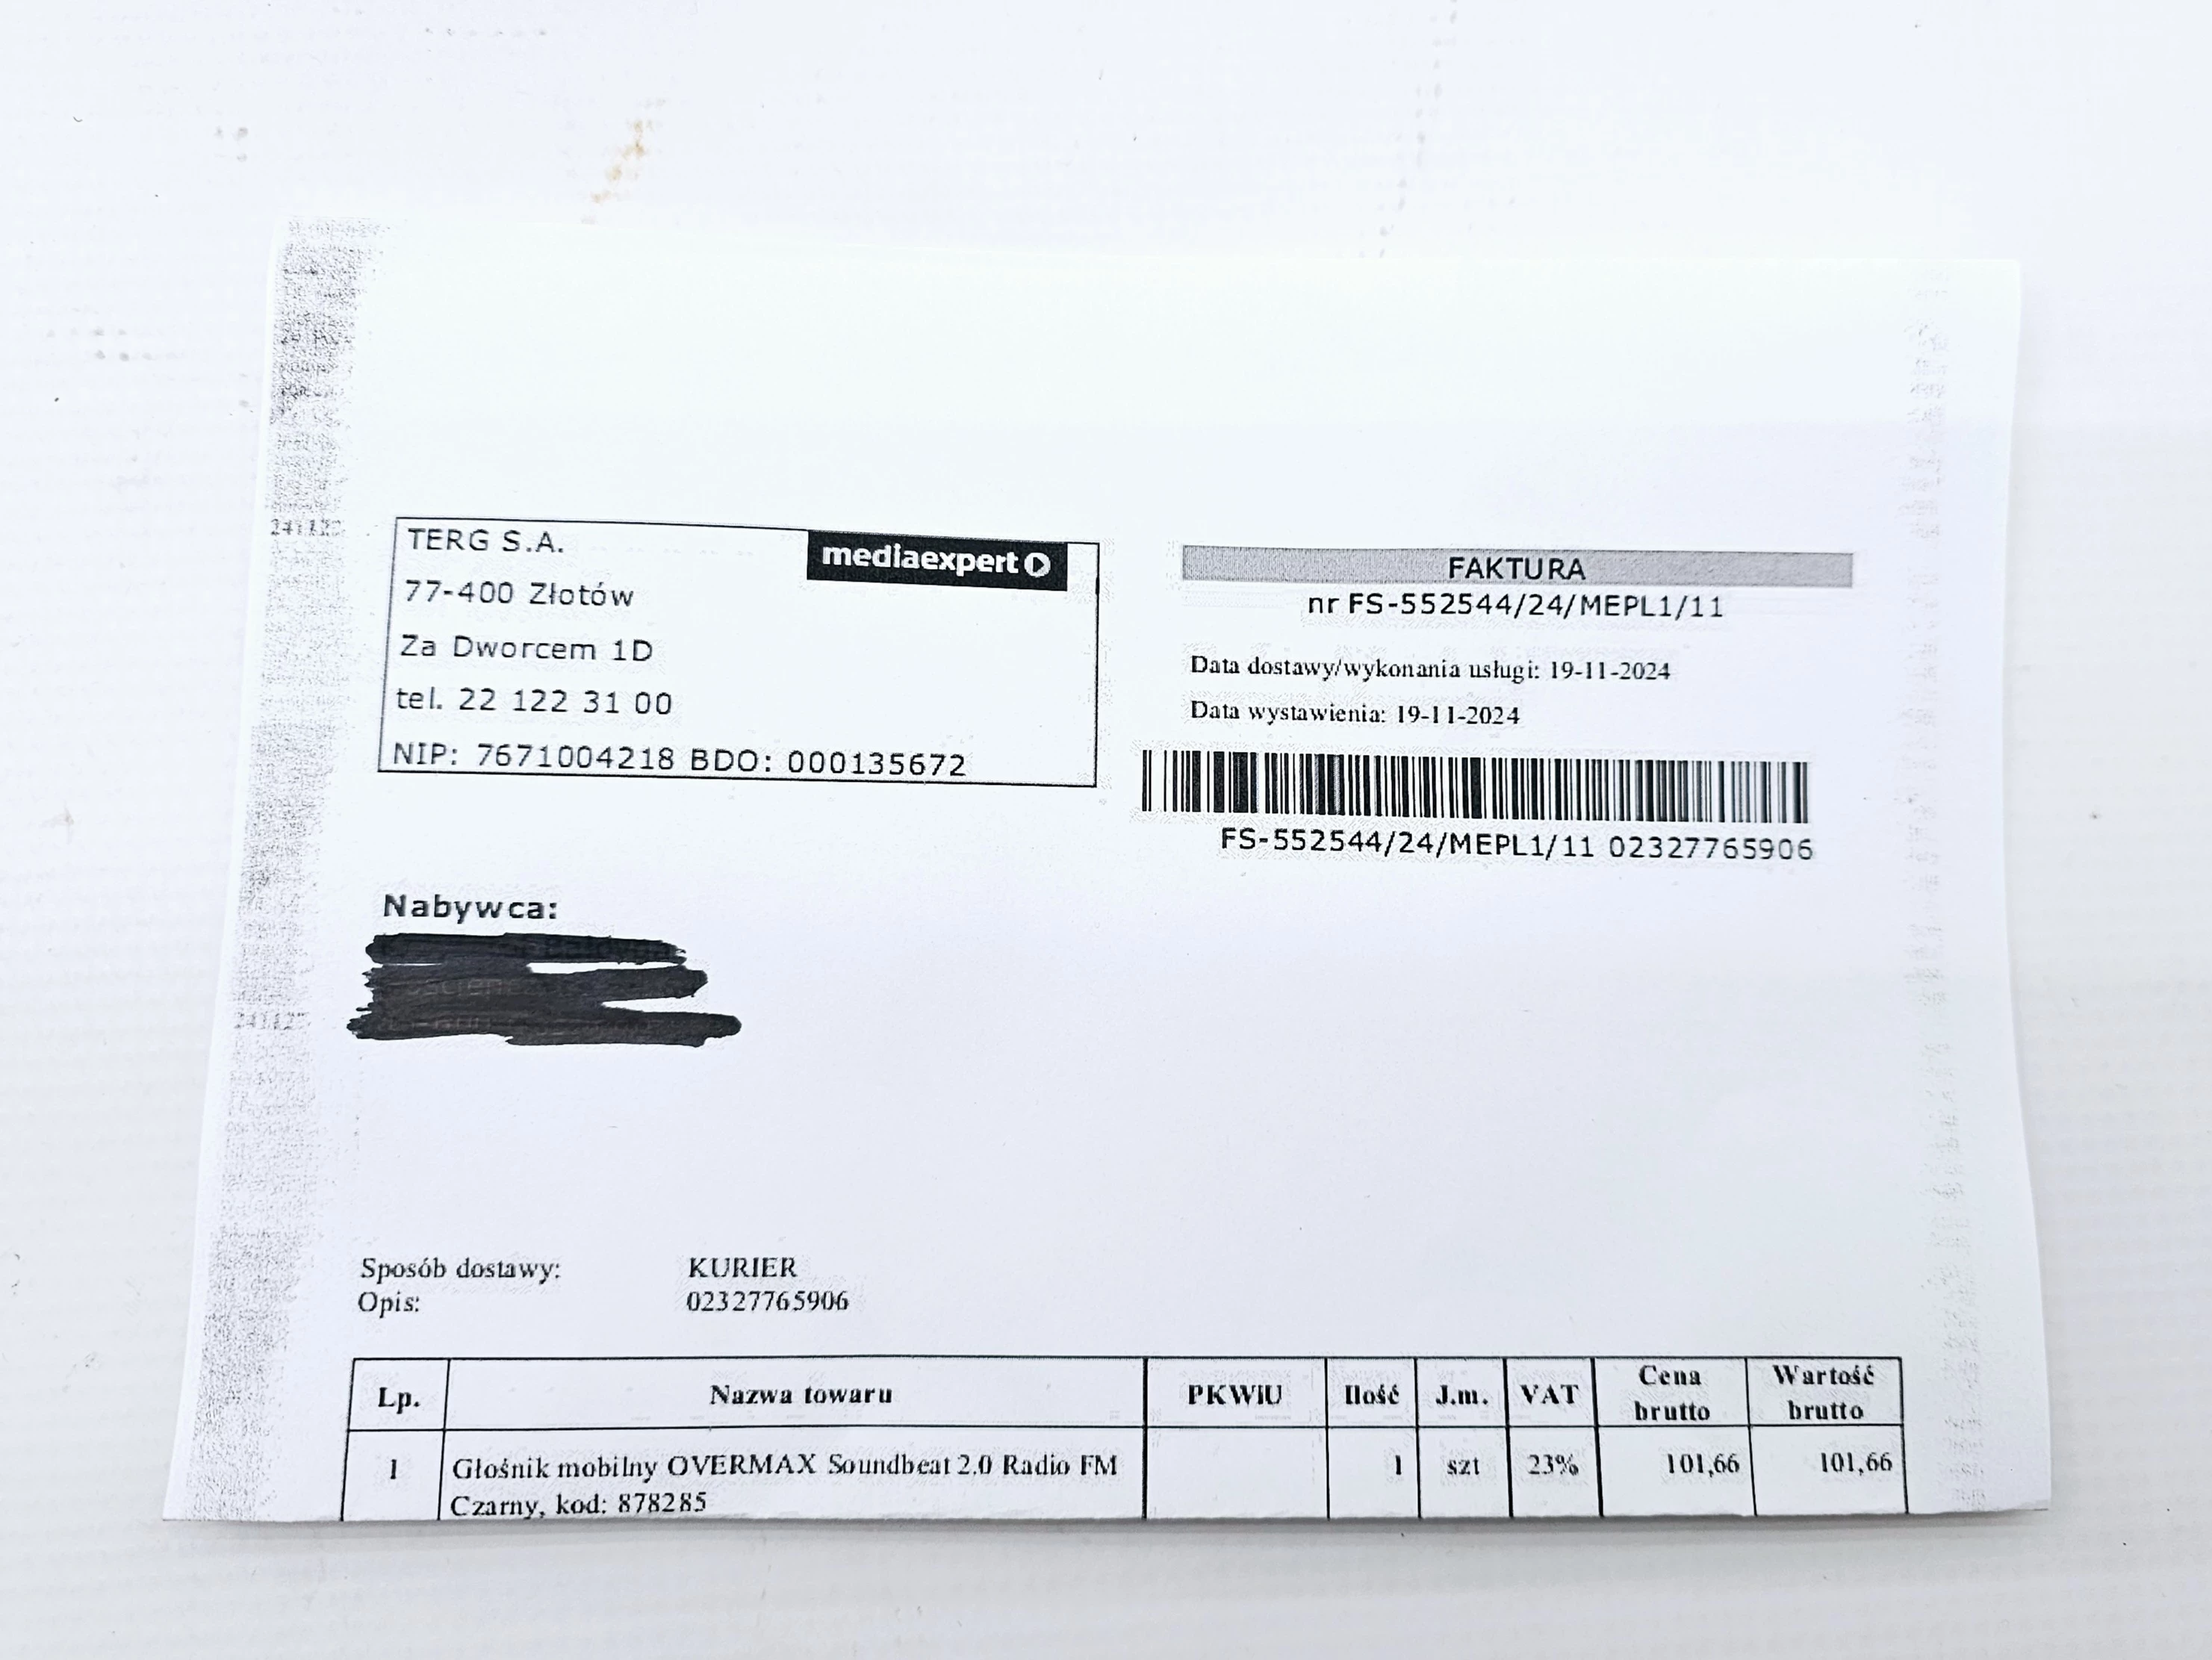 TERG S.A.
mediaexpert
77-400 Złotów
Za Dworcem 1D
tel. 22 122 31 00
NIP: 7671004218 BDO: 000135672
FAKTURA
nr FS-552544/24/MEPL1/11
Data dostawy/wykonania usługi: 19-11-2024
Data wystawienia: 19-11-2024
FS-552544/24/MEPL1/11 02327765906
Nabywca:
Sposób dostawy: KURIER
Opis: 02327765906
Lp. Nazwa towaru PKWiU Ilość J.m. VAT Cena brutto Wartość brutto
1 Głośnik mobilny OVERMAX Soundbeat 2.0 Radio FM 1 szt 23% 101,66 101,66
Czarny, kod: 878285